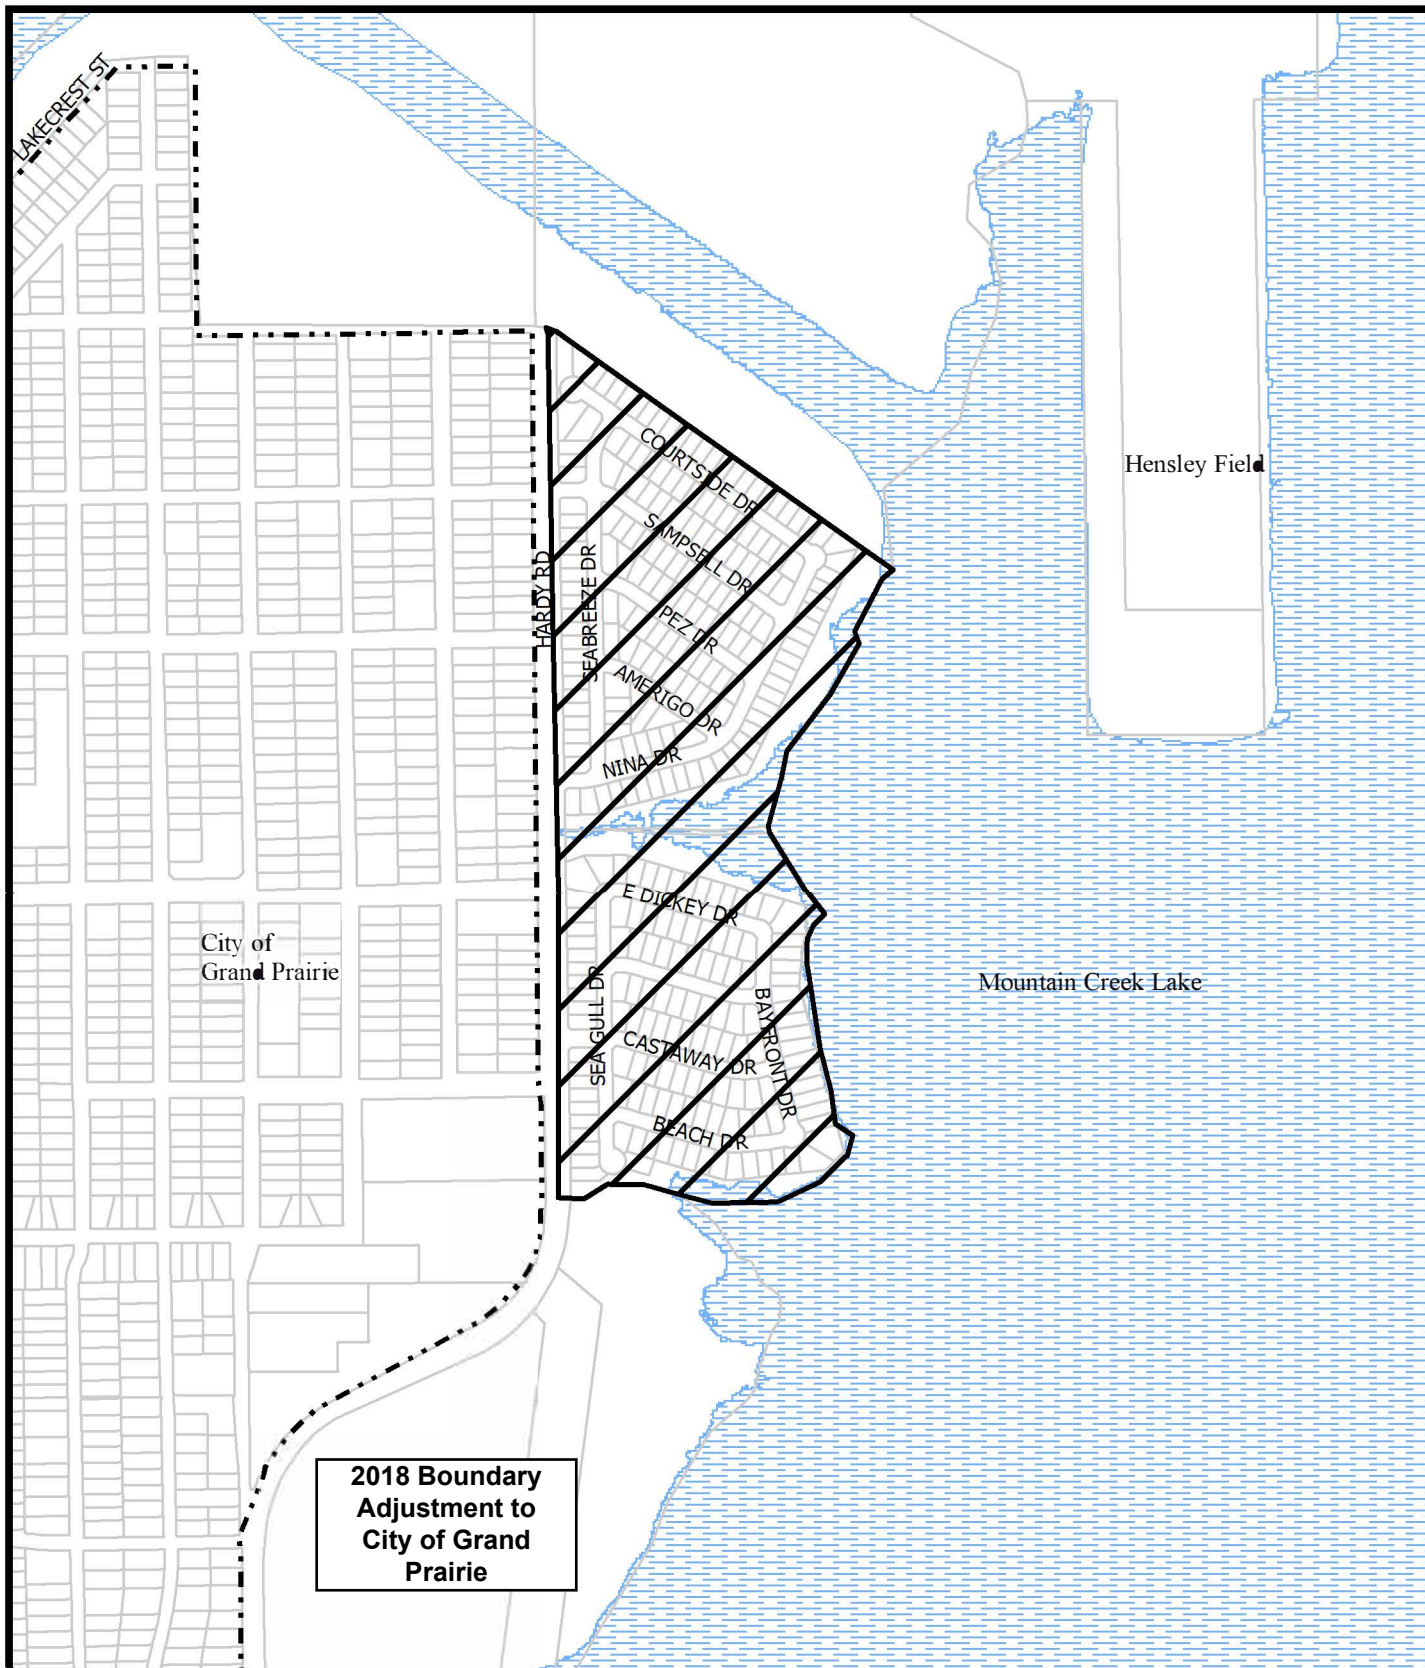 LAKECREST ST
COURTSIDE DR
Hensley Field
SAMPSELL DR
HARDY RD
SEABREEZE DR
PEZ DR
AMERIGO DR
NINA DR
E DICKEY DR
City of
Grand Prairie
Mountain Creek Lake
SEA GULL DR
BAYFRONT DR
CASTAWAY DR
BEACH DR
2018 Boundary
Adjustment to
City of Grand
Prairie